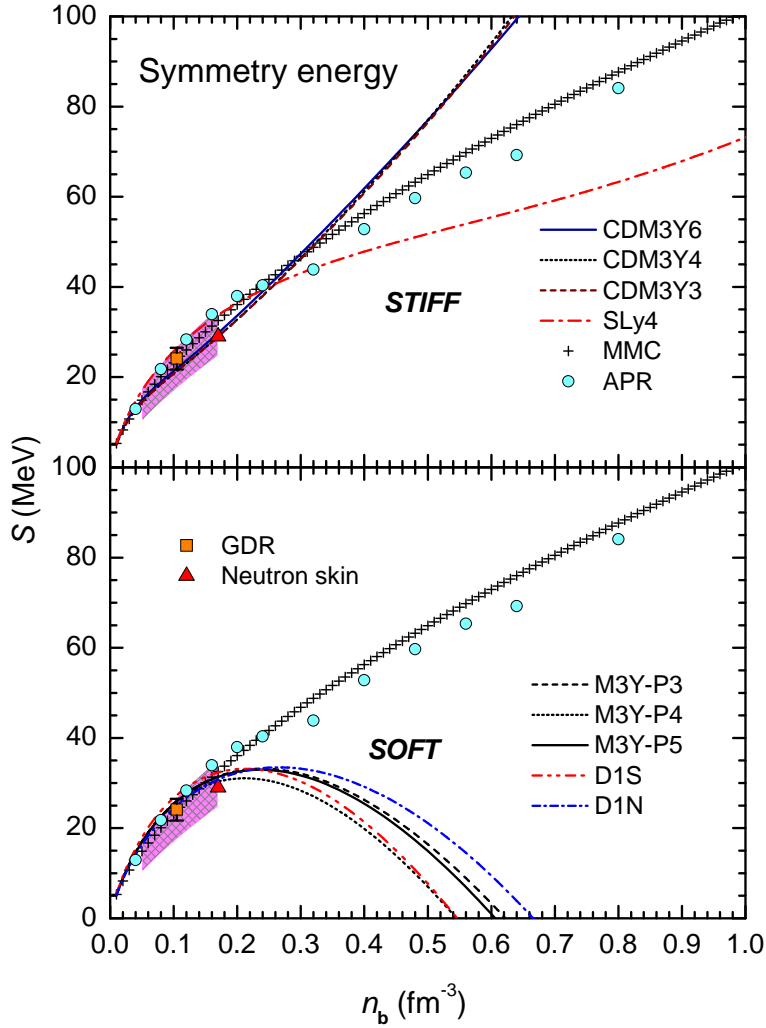 100
Symmetry energy
80
60
CDM3Y6
CDM3Y4
CDM3Y3
40
STIFF
SLy4
MMC
APR
20
S (MeV)
100
GDR
Neutron skin
80
60
M3Y-P3
M3Y-P4
M3Y-P5
40
SOFT
D1S
D1N
20
0
0.0 0.1 0.2 0.3 0.4 0.5 0.6 0.7 0.8 0.9 1.0
n_b (fm^-3)